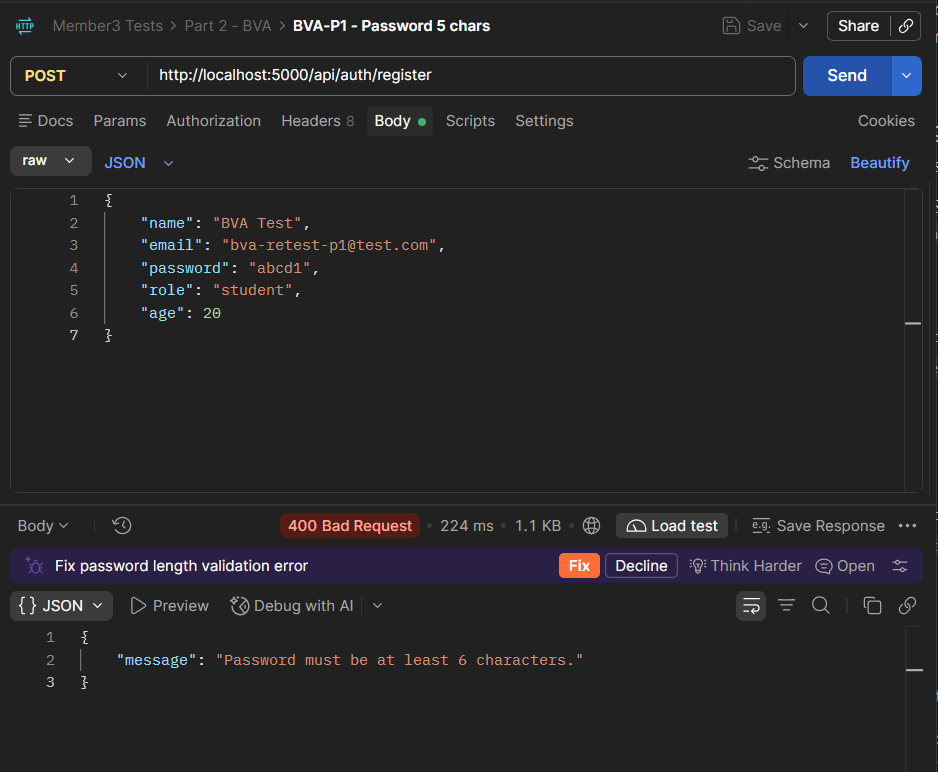 HTTP Member3 Tests > Part 2 - BVA > BVA-P1 - Password 5 chars Save Share
POST http://localhost:5000/api/auth/register Send
Docs Params Authorization Headers 8 Body Scripts Settings Cookies
raw JSON Schema Beautify
1 {
2 "name": "BVA Test",
3 "email": "bva-retest-p1@test.com",
4 "password": "abcd1",
5 "role": "student",
6 "age": 20
7 }
Body 400 Bad Request • 224 ms • 1.1 KB • Load test e.g. Save Response
Fix password length validation error Fix Decline Think Harder Open
{ } JSON Preview Debug with AI
1 {
2 "message": "Password must be at least 6 characters."
3 }